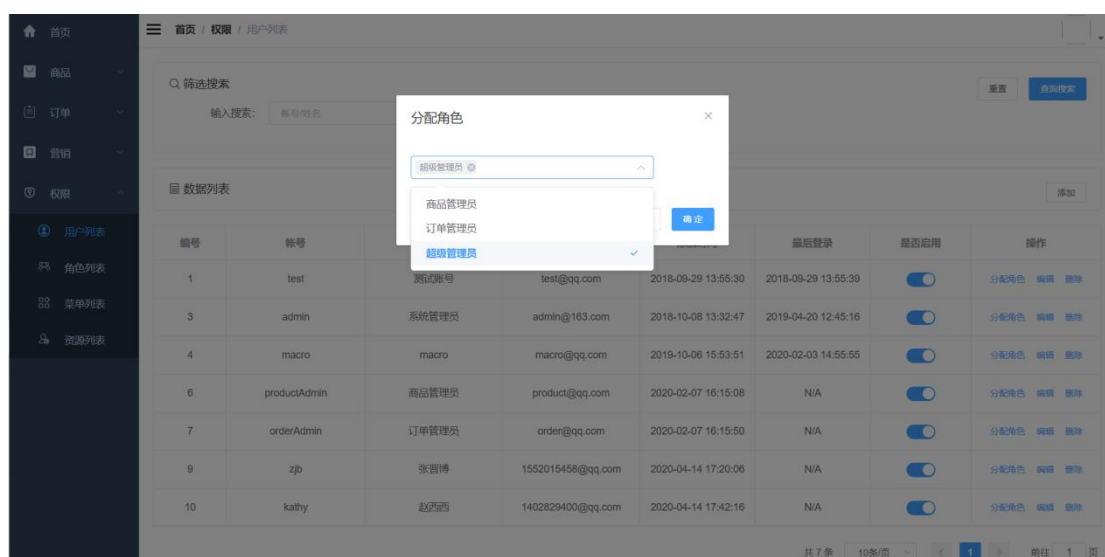 首页
首页 / 权限 / 用户列表
商品
订单
营销
权限
用户列表
角色列表
菜单列表
资源列表
筛选搜索
重置
查询搜索
输入搜索：
帐号/姓名
数据列表
添加
分配角色
超级管理员
商品管理员
订单管理员
超级管理员
确定
编号 帐号 最后登录 是否启用 操作
1 test 测试账号 test@qq.com 2018-09-29 13:55:30 2018-09-29 13:55:39 分配角色 编辑 删除
3 admin 系统管理员 admin@163.com 2018-10-08 13:32:47 2019-04-20 12:45:16 分配角色 编辑 删除
4 macro macro macro@qq.com 2019-10-06 15:53:51 2020-02-03 14:55:55 分配角色 编辑 删除
6 productAdmin 商品管理员 product@qq.com 2020-02-07 16:15:08 N/A 分配角色 编辑 删除
7 orderAdmin 订单管理员 order@qq.com 2020-02-07 16:15:50 N/A 分配角色 编辑 删除
9 zjb 张晋博 1552015458@qq.com 2020-04-14 17:20:06 N/A 分配角色 编辑 删除
10 kathy 赵西西 1402829400@qq.com 2020-04-14 17:42:16 N/A 分配角色 编辑 删除
共 7 条 10条/页 1 前往 1 页